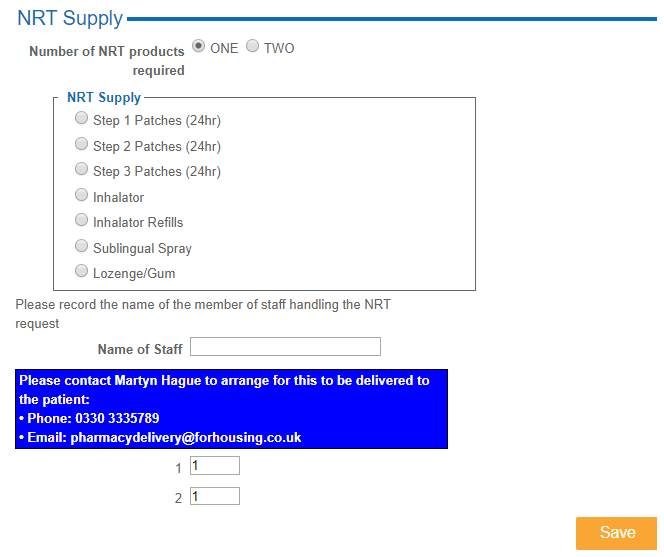 NRT Supply
Number of NRT products ONE TWO
required
NRT Supply
Step 1 Patches (24hr)
Step 2 Patches (24hr)
Step 3 Patches (24hr)
Inhalator
Inhalator Refills
Sublingual Spray
Lozenge/Gum
Please record the name of the member of staff handling the NRT
request
Name of Staff
Please contact Martyn Hague to arrange for this to be delivered to
the patient:
• Phone: 0330 3335789
• Email: pharmacydelivery@forhousing.co.uk
1 1
2 1
Save